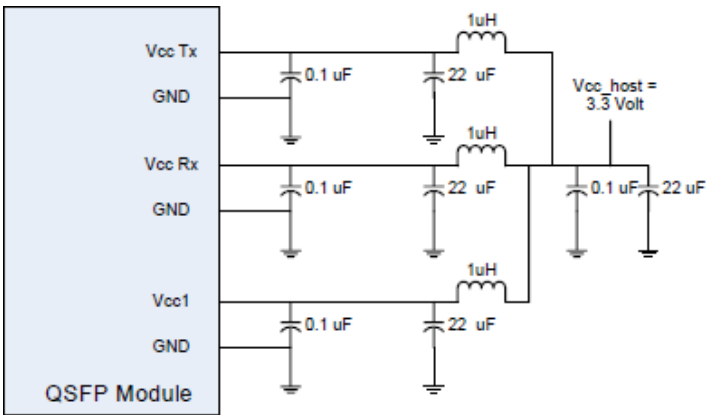 1uH
Vcc Tx
0.1 uF
22 uF
GND
Vcc_host =
3.3 Volt
1uH
Vcc Rx
0.1 uF
22 uF
0.1 uF
22 uF
GND
1uH
Vcc1
0.1 uF
22 uF
GND
QSFP Module